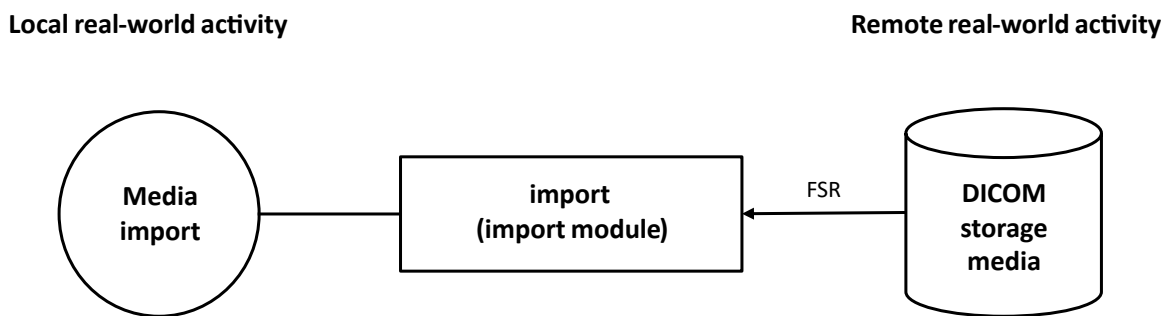 Local real-world activity
Remote real-world activity
Media
import
import
(import module)
FSR
DICOM
storage
media